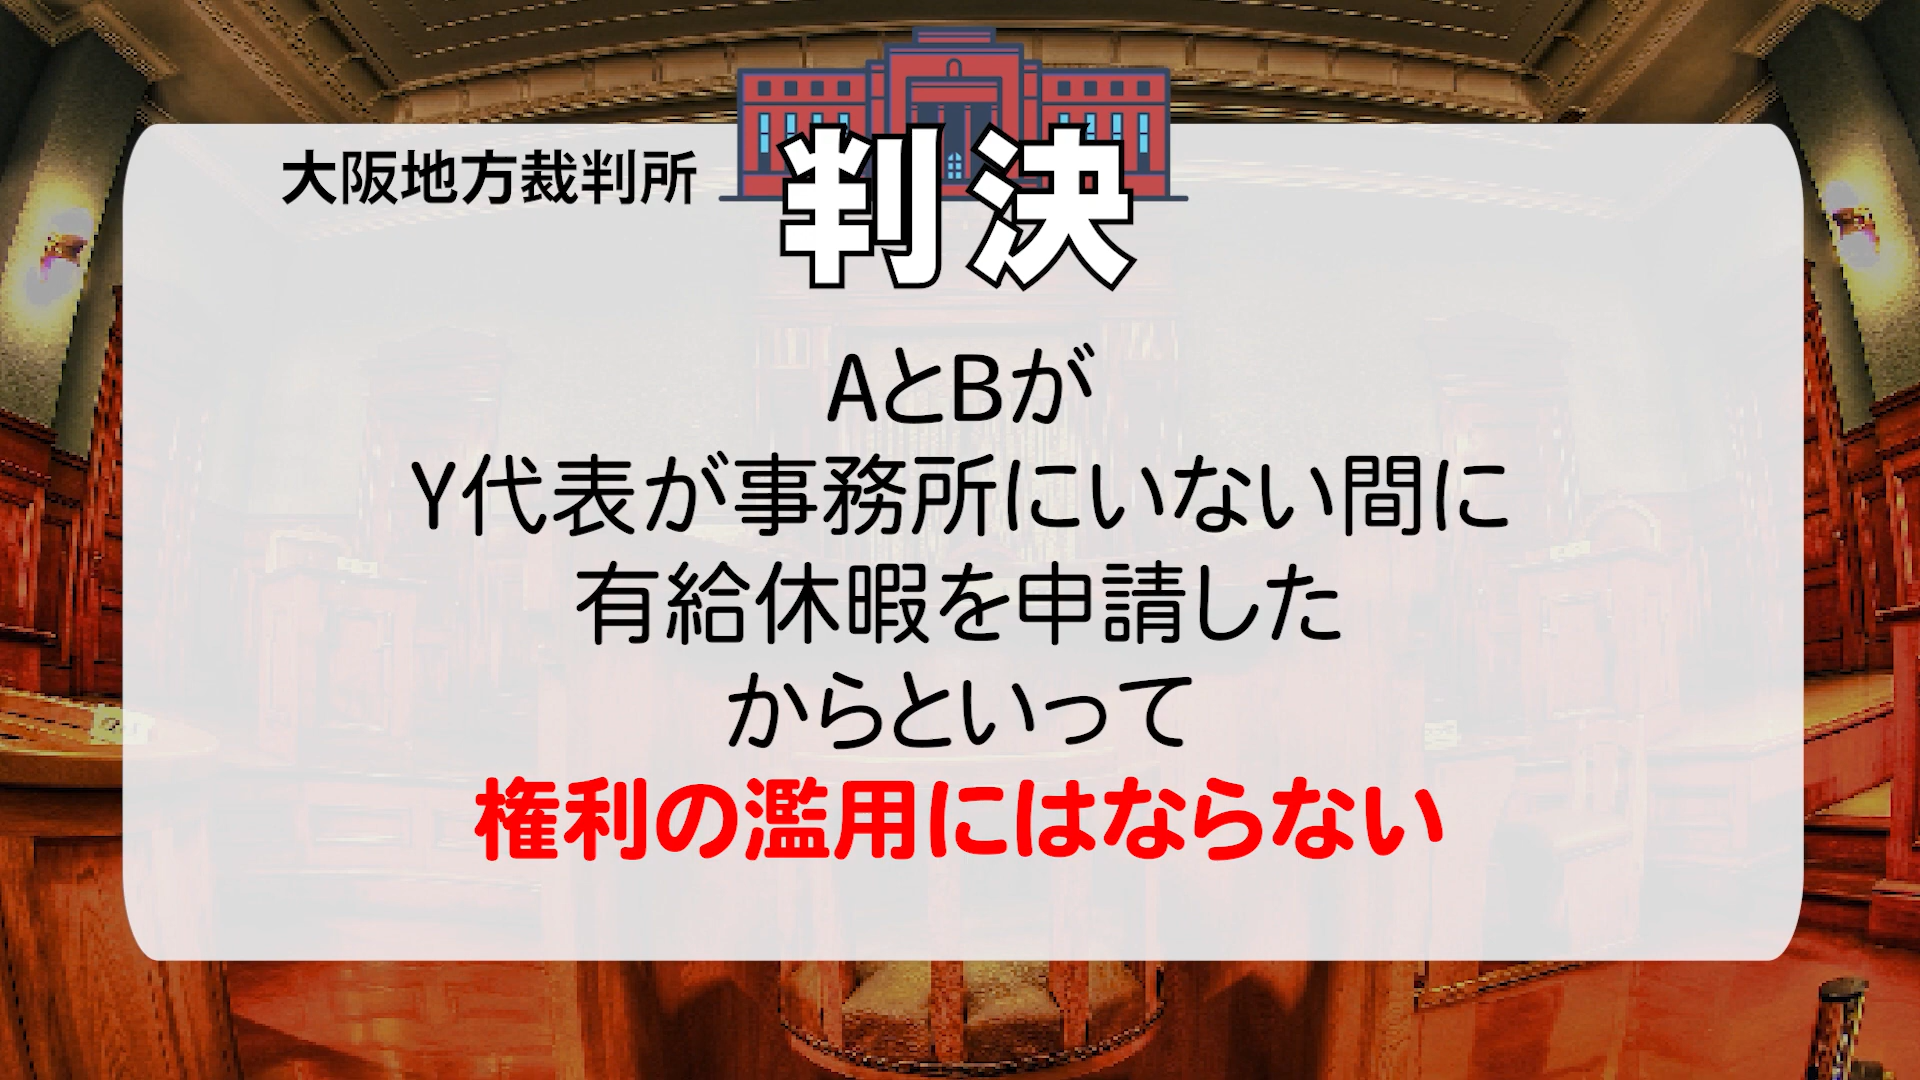 大阪地方裁判所
判決
AとBが
Y代表が事務所にいない間に
有給休暇を申請した
からといって
権利の濫用にはならない